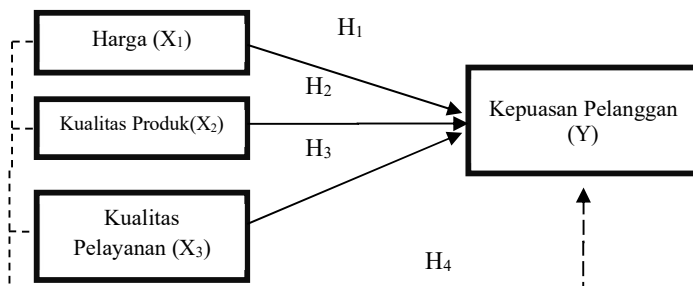 Harga (X₁)
H₁
H₂
Kualitas Produk(X₂)
Kepuasan Pelanggan
(Y)
H₃
Kualitas
Pelayanan (X₃)
H₄